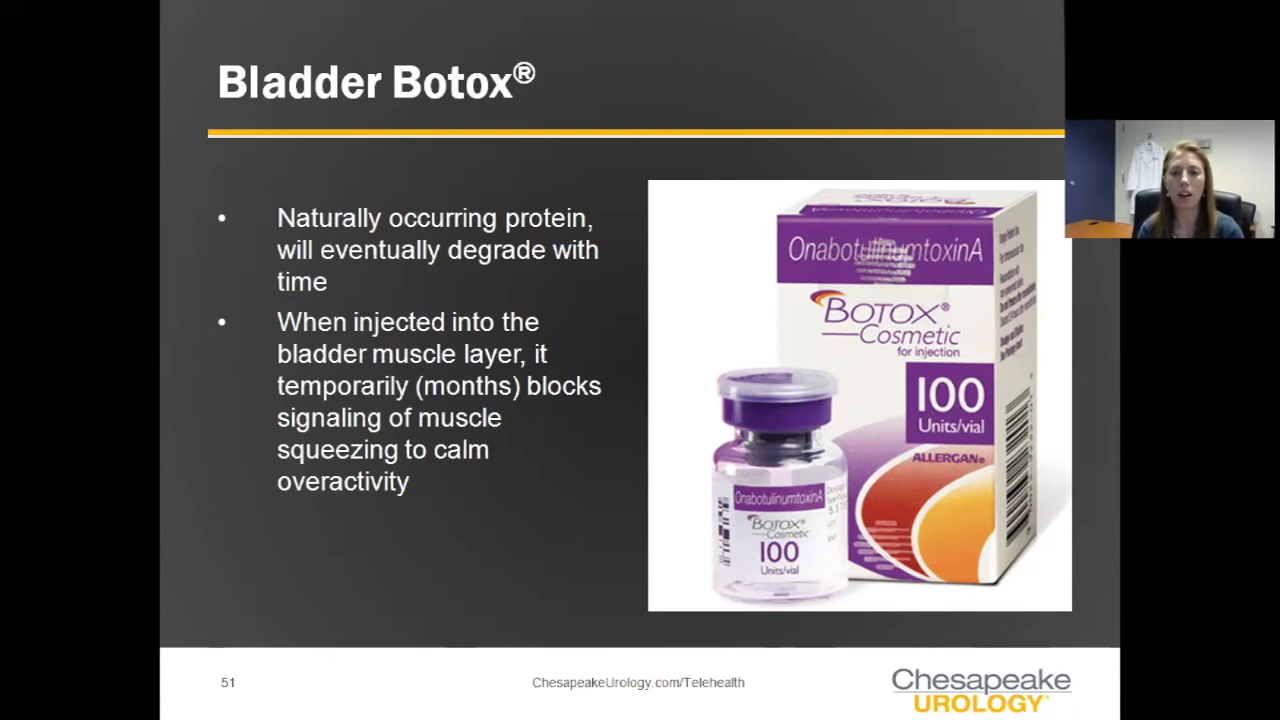 Bladder Botox®
• Naturally occurring protein,
will eventually degrade with
time
• When injected into the
bladder muscle layer, it
temporarily (months) blocks
signaling of muscle
squeezing to calm
overactivity
OnabotulinumtoxinA
OnabotulinumtoxinA
BOTOX®
Cosmetic
for injection
100
Units/vial
ALLERGAN®
OnabotulinumtoxinA
BOTOX®
Cosmetic
100
Units/vial
51
ChesapeakeUrology.com/Telehealth
Chesapeake
UROLOGY®